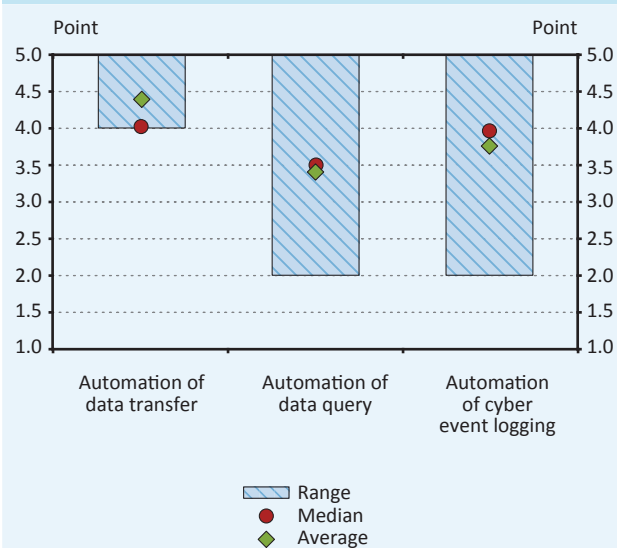 Point Point
5.0 5.0
4.5 4.5
4.0 4.0
3.5 3.5
3.0 3.0
2.5 2.5
2.0 2.0
1.5 1.5
1.0 1.0
Automation of
data transfer
Automation of
data query
Automation
of cyber
event logging
Range
Median
Average